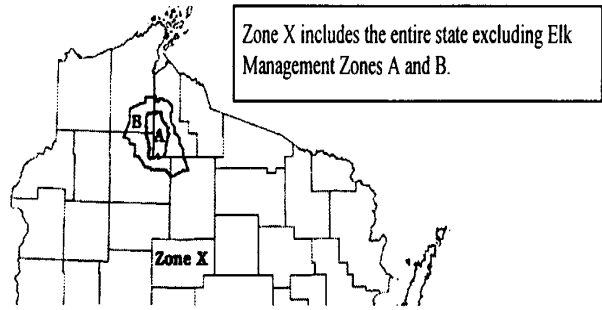 Zone X includes the entire state excluding Elk
Management Zones A and B.
B
A
Zone X